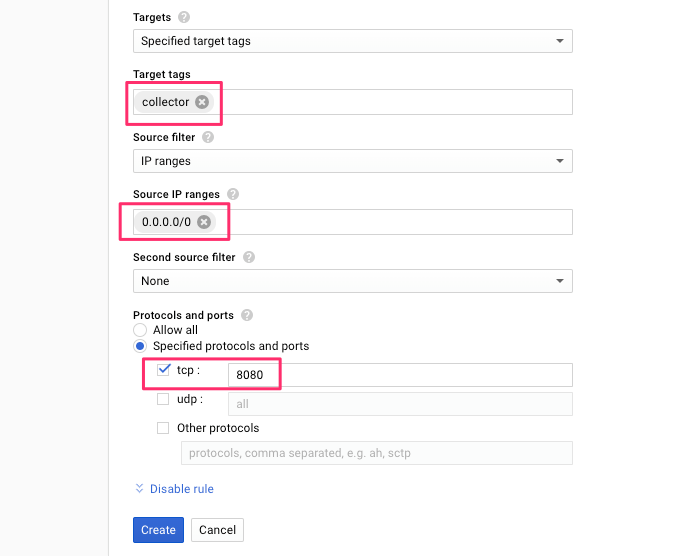 Targets
Specified target tags
Target tags
collector
Source filter
IP ranges
Source IP ranges
0.0.0.0/0
Second source filter
None
Protocols and ports
Allow all
Specified protocols and ports
tcp : 8080
udp : all
Other protocols
protocols, comma separated, e.g. ah, sctp
Disable rule
Create Cancel